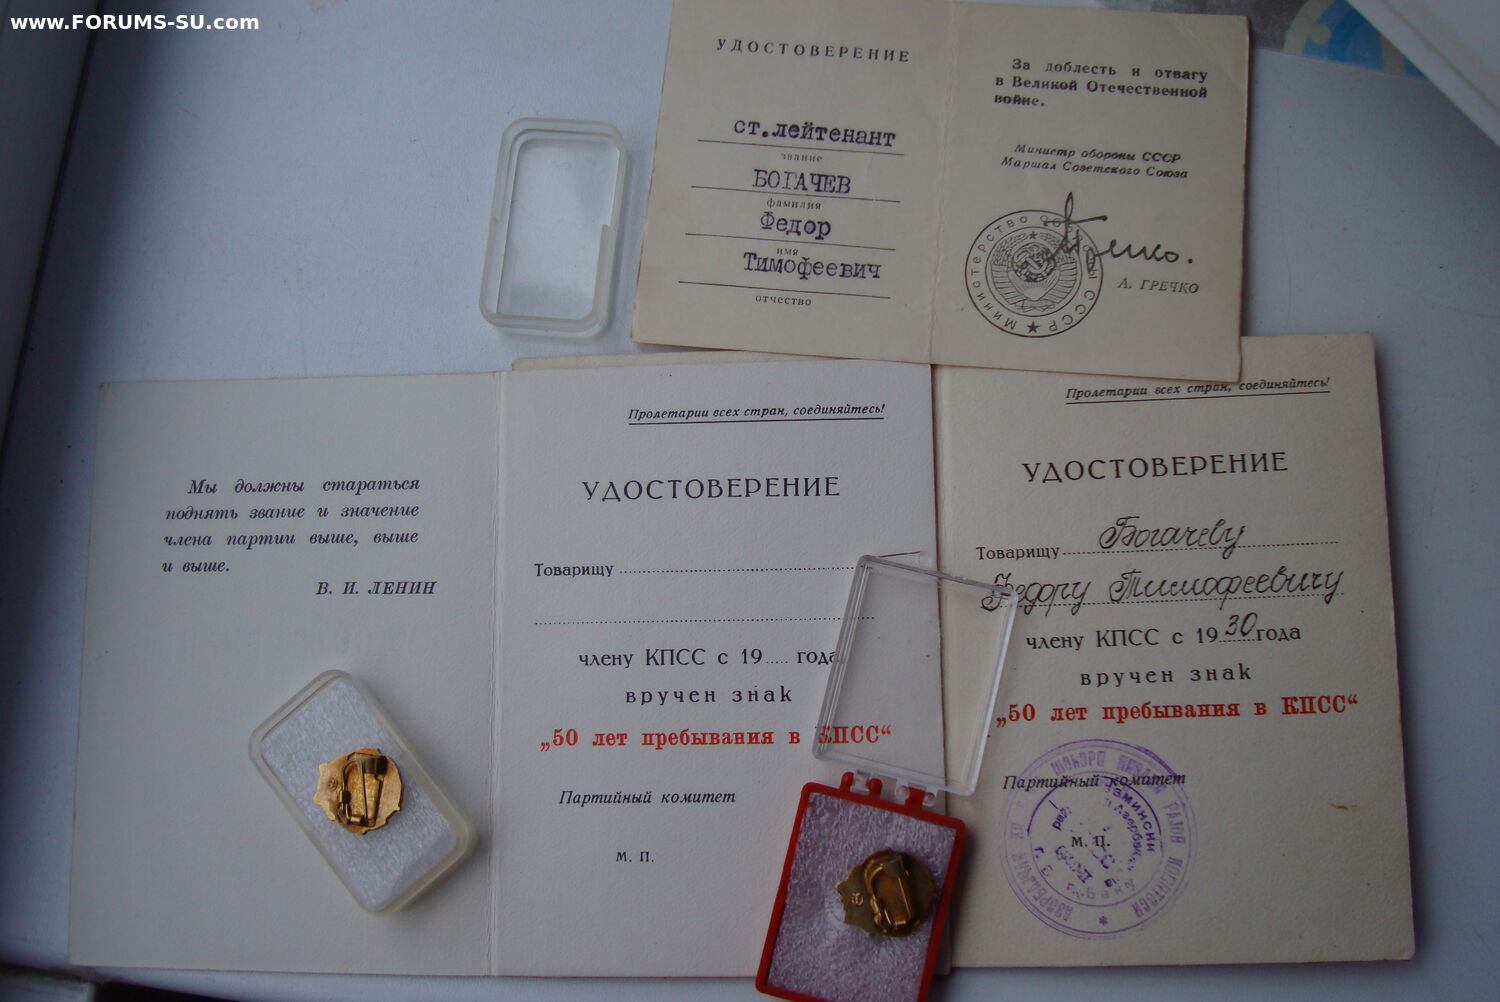 www.FORUMS-SU.com
УДОСТОВЕРЕНИЕ
ст.лейтенант
звание
БОГАЧЕВ
фамилия
Федор
имя
Тимофеевич
отчество
За доблесть и отвагу
в Великой Отечественной
войне.
Министр обороны СССР
Маршал Советского Союза
Министерство Обороны СССР
А. ГРЕЧКО
Мы должны стараться
поднять звание и значение
члена партии выше, выше
и выше.
В. И. ЛЕНИН
Пролетарии всех стран, соединяйтесь!
УДОСТОВЕРЕНИЕ
Товарищу
члену КПСС с 19..... года
вручен знак
„50 лет пребывания в КПСС“
Партийный комитет
М. П.
Пролетарии всех стран, соединяйтесь!
УДОСТОВЕРЕНИЕ
Товарищу Богачеву
Федору Тимофеевичу
члену КПСС с 1930 года
вручен знак
„50 лет пребывания в КПСС“
Партийный комитет
М. П.